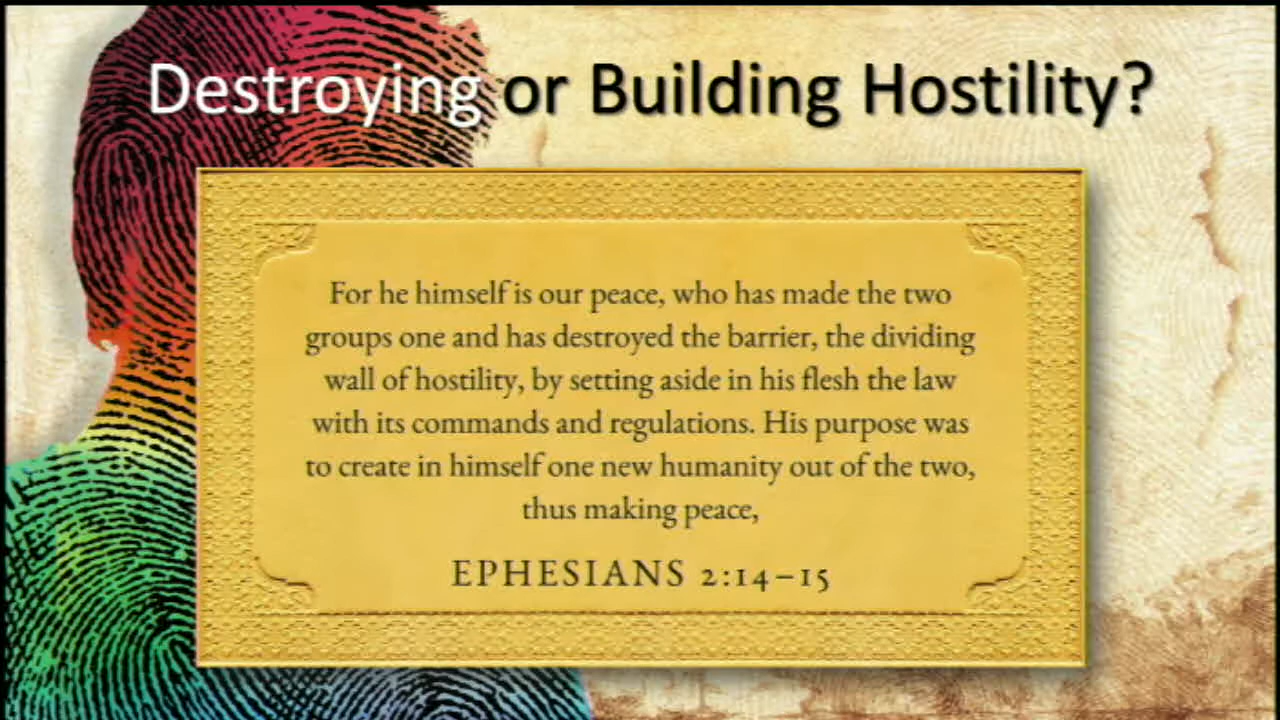 Destroying or Building Hostility?
For he himself is our peace, who has made the two
groups one and has destroyed the barrier, the dividing
wall of hostility, by setting aside in his flesh the law
with its commands and regulations. His purpose was
to create in himself one new humanity out of the two,
thus making peace,
EPHESIANS 2:14–15